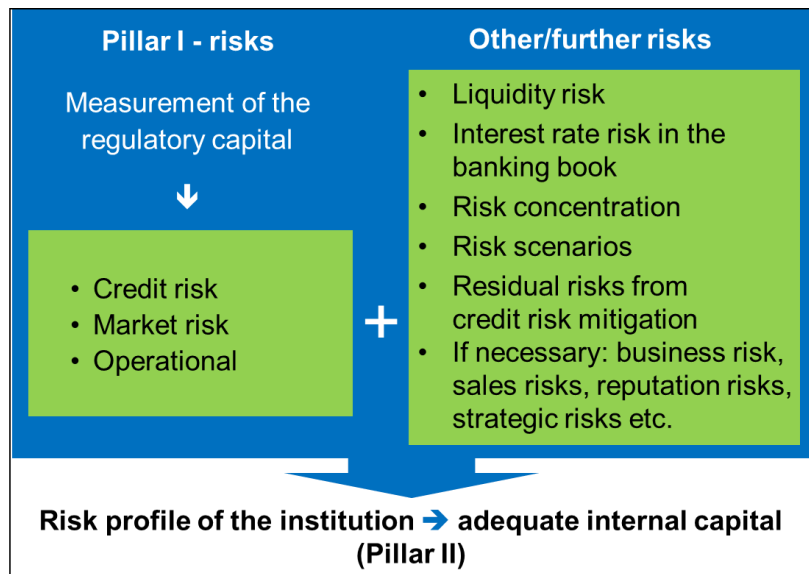 Pillar I - risks
Measurement of the
regulatory capital
• Credit risk
• Market risk
• Operational
+
Other/further risks
• Liquidity risk
• Interest rate risk in the
banking book
• Risk concentration
• Risk scenarios
• Residual risks from
credit risk mitigation
• If necessary: business risk,
sales risks, reputation risks,
strategic risks etc.
Risk profile of the institution ➔ adequate internal capital
(Pillar II)